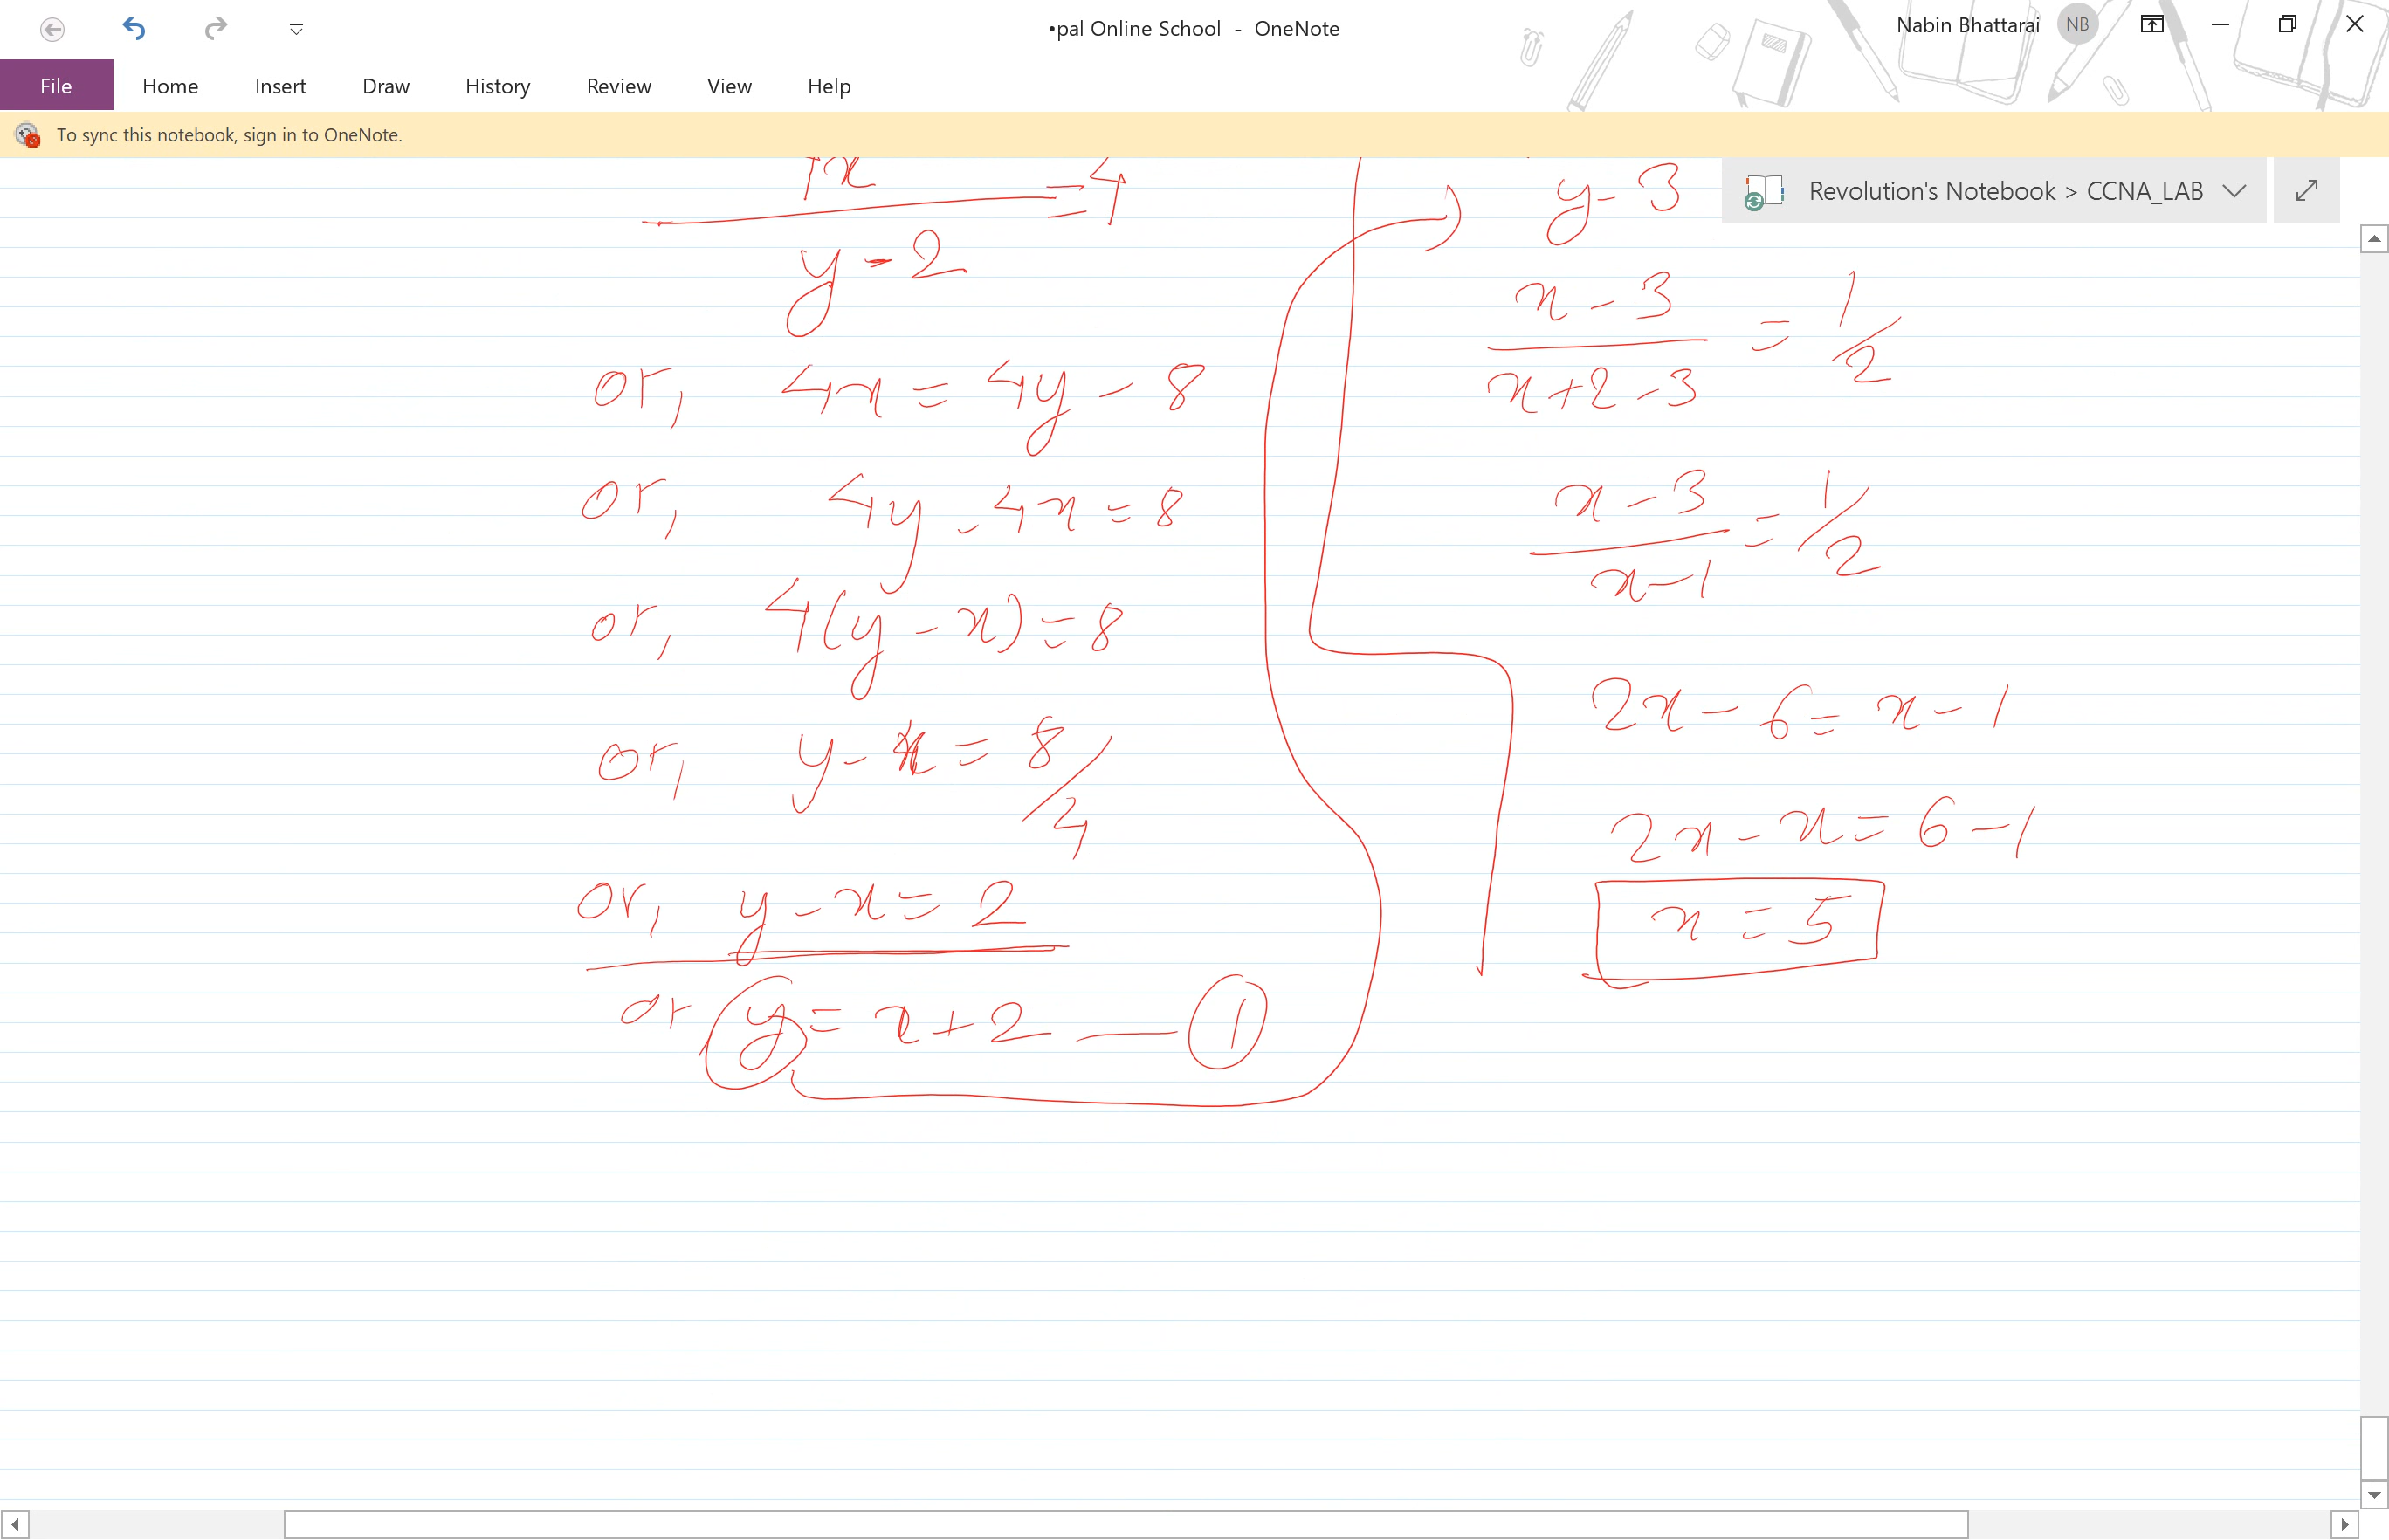 •pal Online School - OneNote
Nabin Bhattarai NB
File Home Insert Draw History Review View Help
To sync this notebook, sign in to OneNote.
Revolution's Notebook > CCNA_LAB
= 4
y - 2
or, 4x = 4y - 8
or, 4y - 4x = 8
or, 4(y - x) = 8
or, y - x = 8/4
or, y - x = 2
or y = x + 2 — 1
y - 3
x - 3
x + 2 - 3
= 1/2
x - 3
x - 1
= 1/2
2x - 6 = x - 1
2x - x = 6 - 1
x = 5